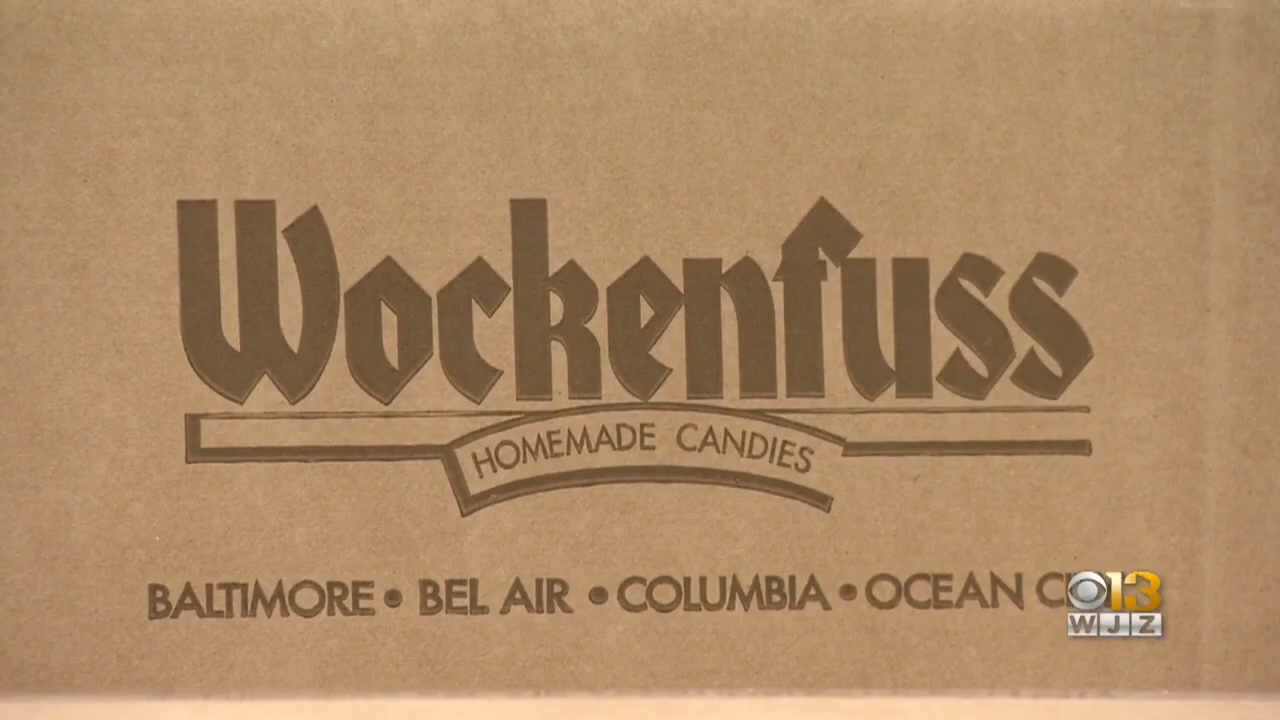 Wockenfuss
HOMEMADE CANDIES
BALTIMORE • BEL AIR • COLUMBIA • OCEAN
13
WJZ